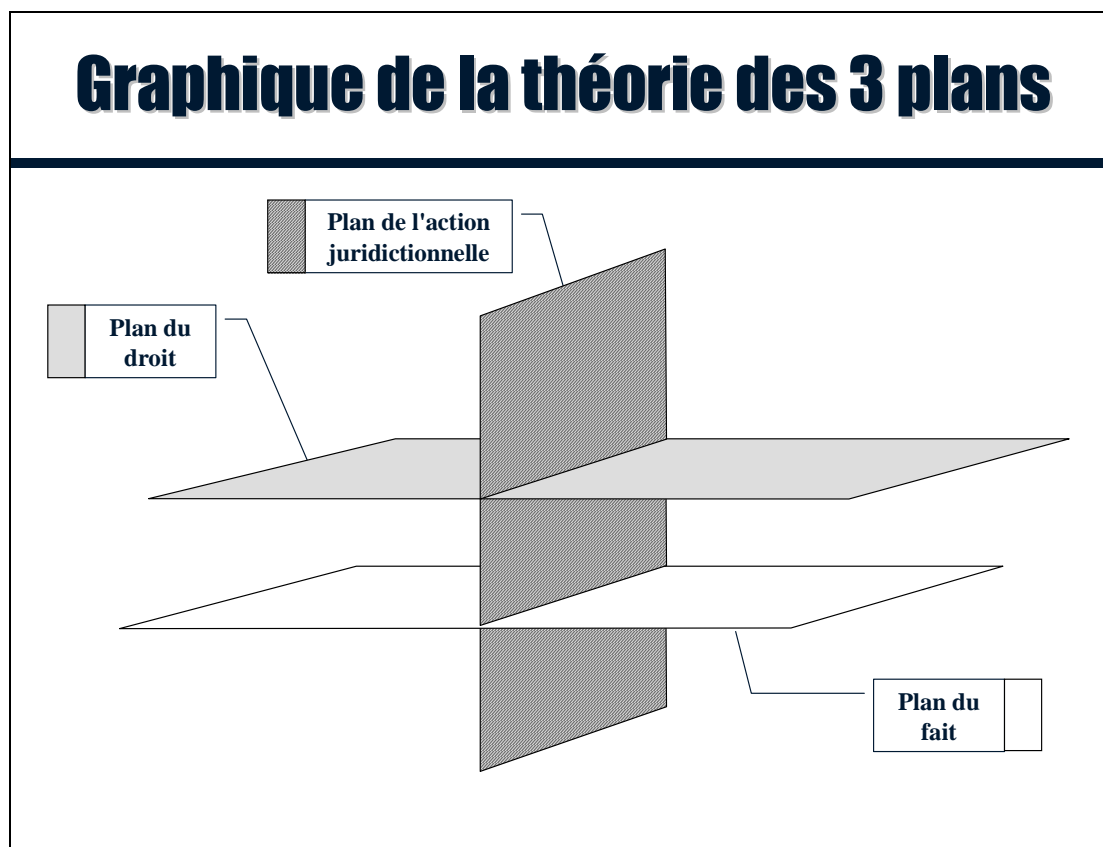 Graphique de la théorie des 3 plans
Plan de l'action
juridictionnelle
Plan du
droit
Plan du
fait